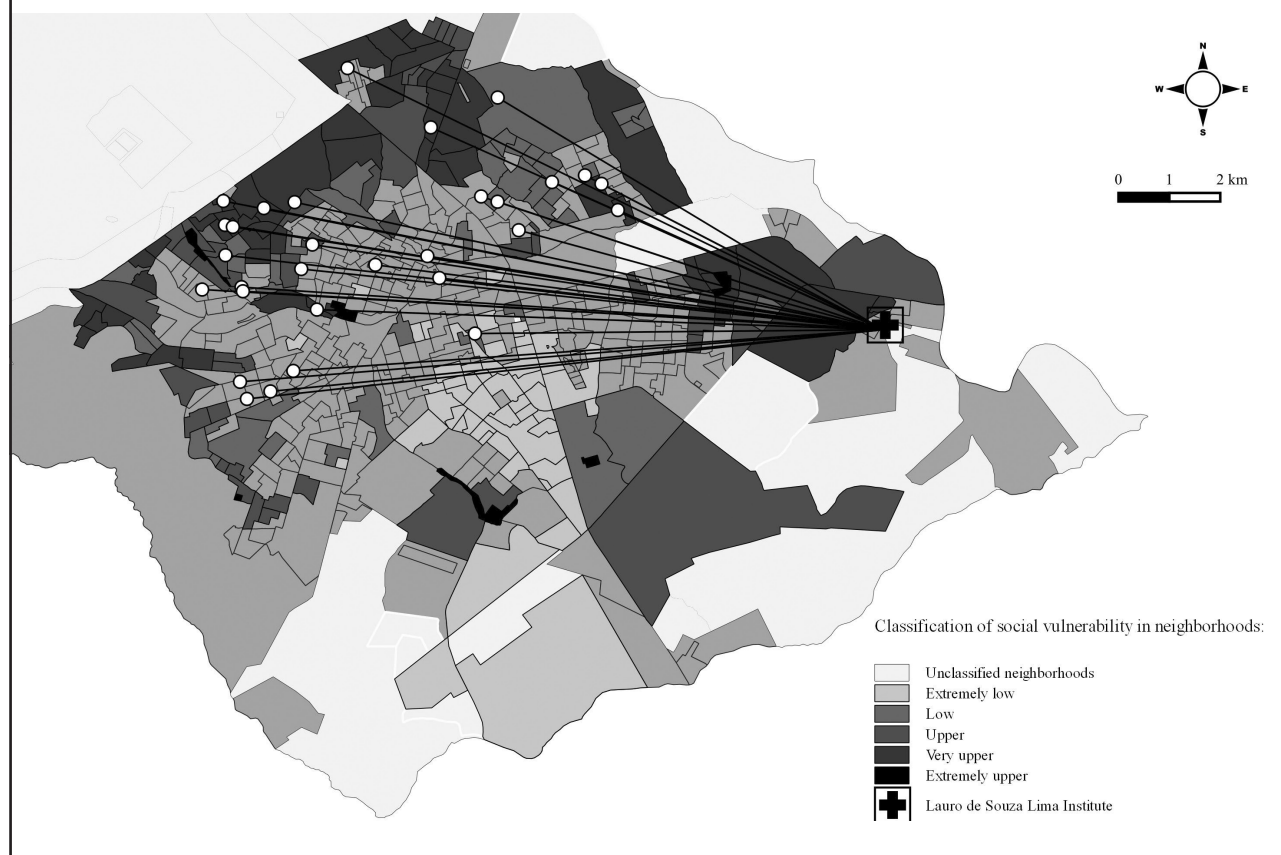 N
W E
S
0 1 2 km
Classification of social vulnerability in neighborhoods:
Unclassified neighborhoods
Extremely low
Low
Upper
Very upper
Extremely upper
Lauro de Souza Lima Institute